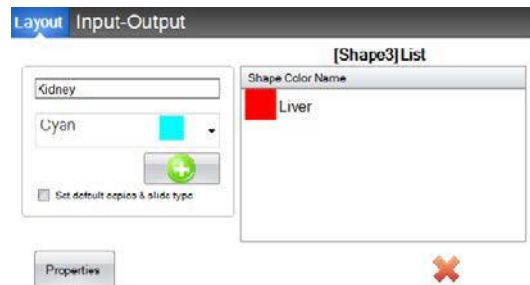 Layout Input-Output
[Shape3]List
Kidney
Cyan
Set default copies & slide type
Shape Color Name
Liver
Properties